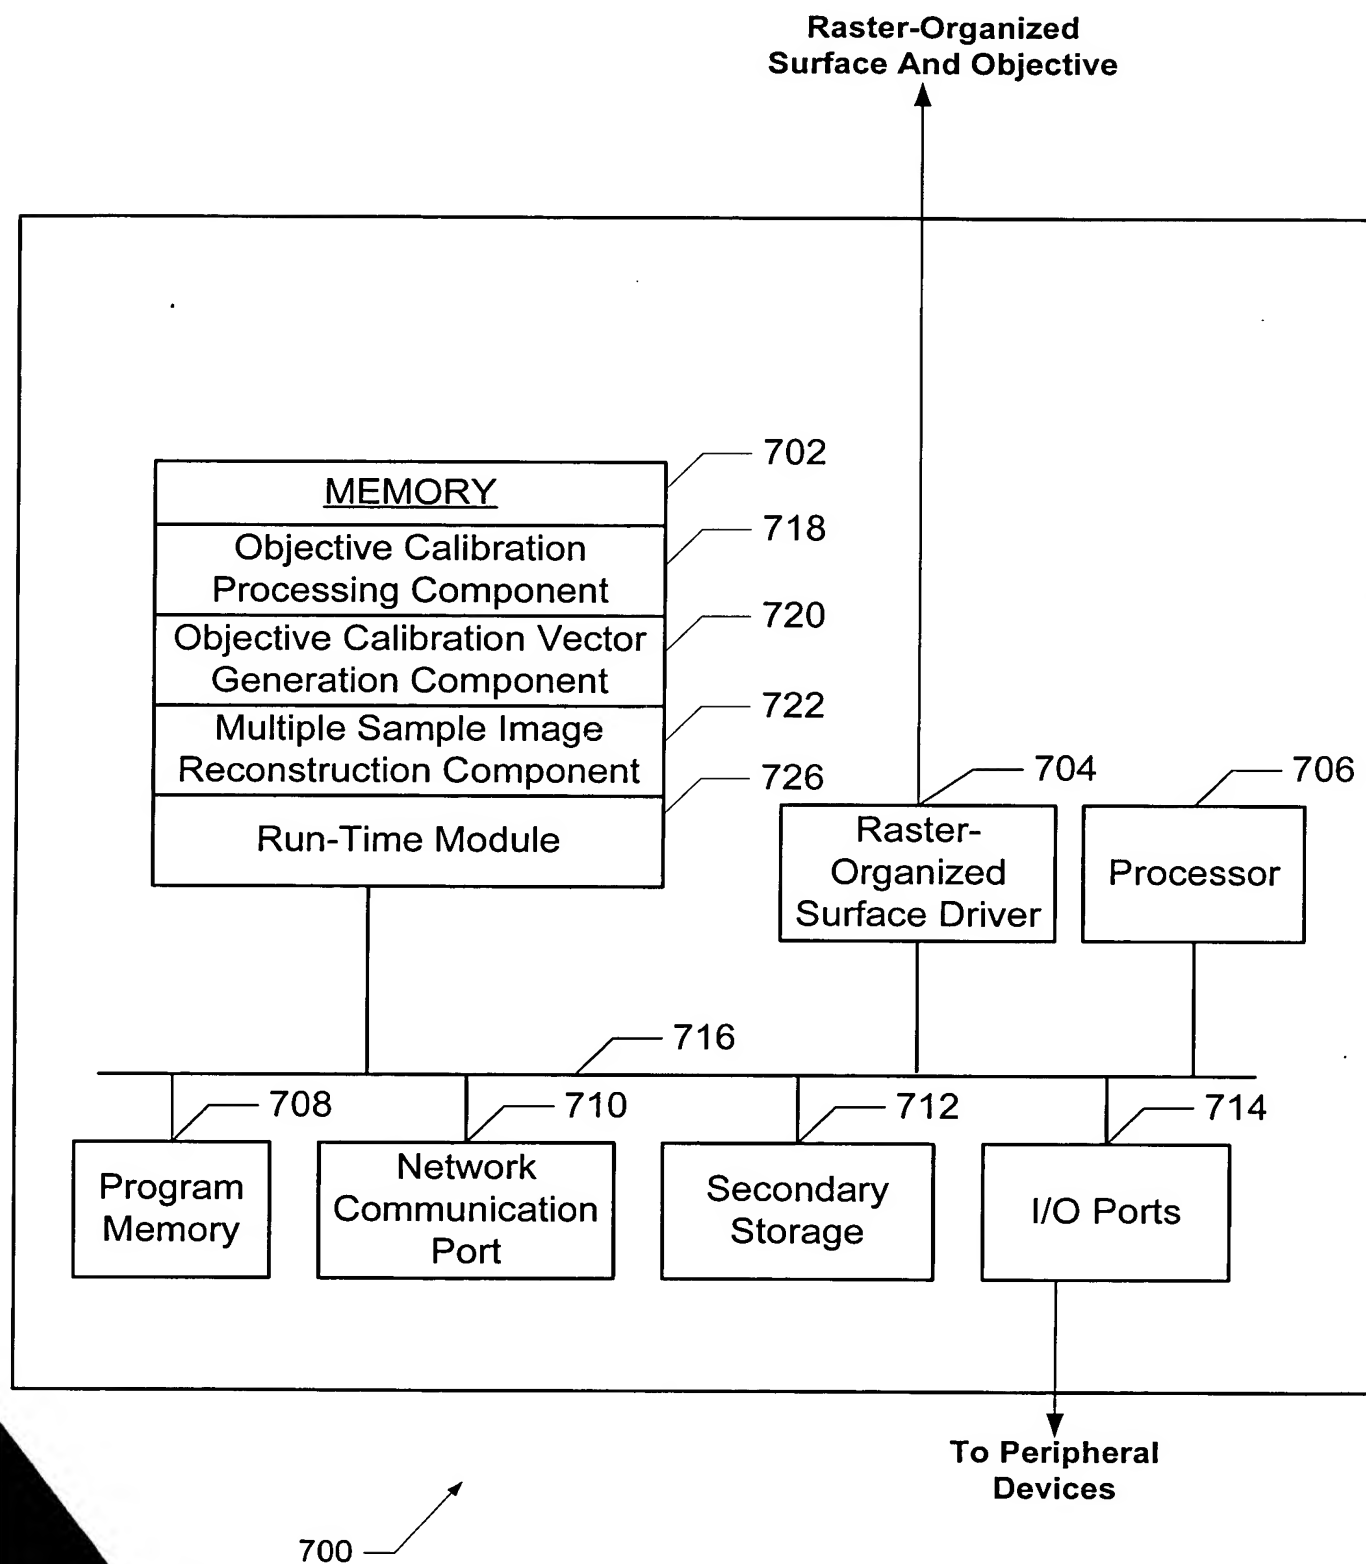 Raster-Organized
Surface And Objective
702
MEMORY
718
Objective Calibration
Processing Component
720
Objective Calibration Vector
Generation Component
722
Multiple Sample Image
Reconstruction Component
726
Run-Time Module
704
Raster-
Organized
Surface Driver
706
Processor
716
708
Program
Memory
710
Network
Communication
Port
712
Secondary
Storage
714
I/O Ports
To Peripheral
Devices
700